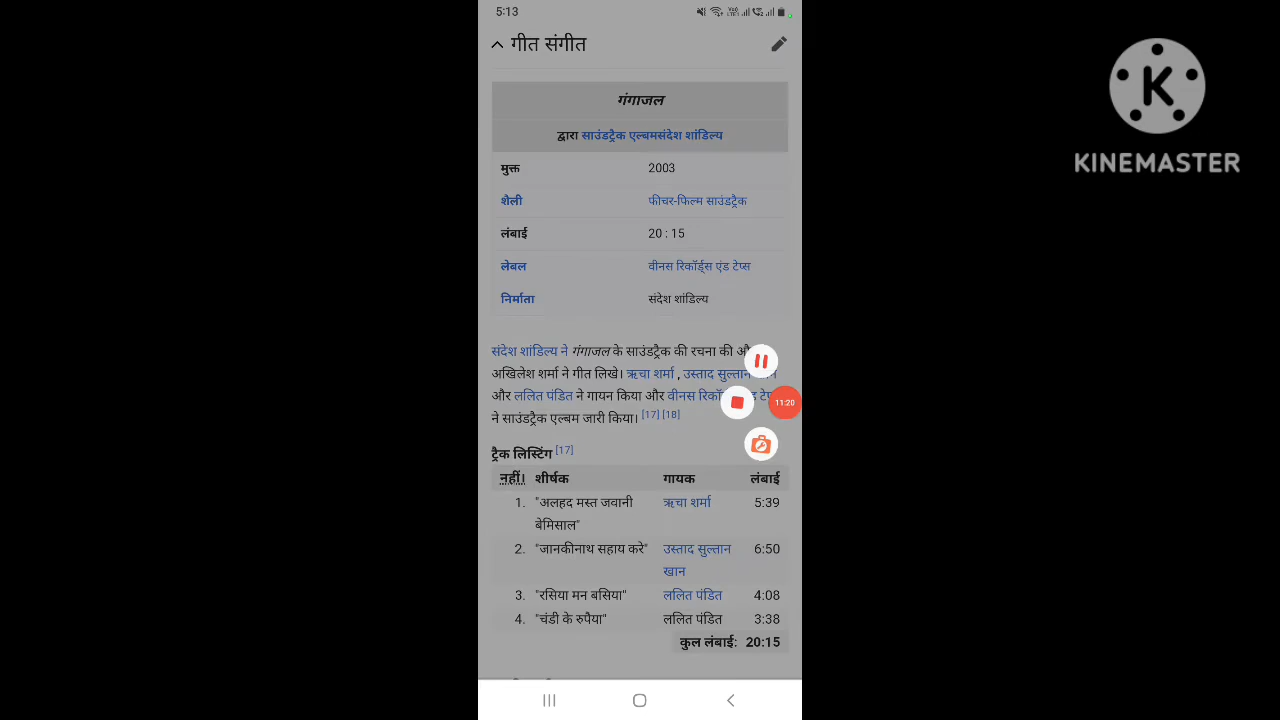 5:13
गीत संगीत
गंगाजल
द्वारा साउंडट्रैक एल्बमसंदेश शांडिल्य
मुक्त 2003
शैली फीचर-फिल्म साउंडट्रैक
लंबाई 20 : 15
लेबल वीनस रिकॉर्ड्स एंड टेप्स
निर्माता संदेश शांडिल्य
संदेश शांडिल्य ने गंगाजल के साउंडट्रैक की रचना की
अखिलेश शर्मा ने गीत लिखे। ऋचा शर्मा , उस्ताद
और ललित पंडित ने गायन किया और
ने साउंडट्रैक एल्बम जारी किया। [17] [18]
11:20
ट्रैक लिस्टिंग [17]
नहीं। शीर्षक गायक लंबाई
1. "अलहद मस्त जवानी ऋचा शर्मा 5:39
बेमिसाल"
2. "जानकीनाथ सहाय करे" उस्ताद सुल्तान 6:50
खान
3. "रसिया मन बसिया" ललित पंडित 4:08
4. "चंडी के रुपैया" ललित पंडित 3:38
कुल लंबाई: 20:15
K
KINEMASTER